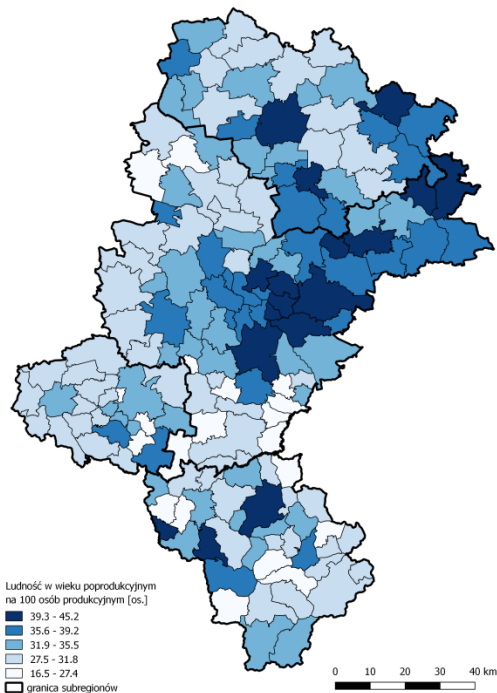 Ludność w wieku poprodukcyjnym
na 100 osób produkcyjnym [os.]
39.3 - 45.2
35.6 - 39.2
31.9 - 35.5
27.5 - 31.8
16.5 - 27.4
granica subregionów
0 10 20 30 40 km